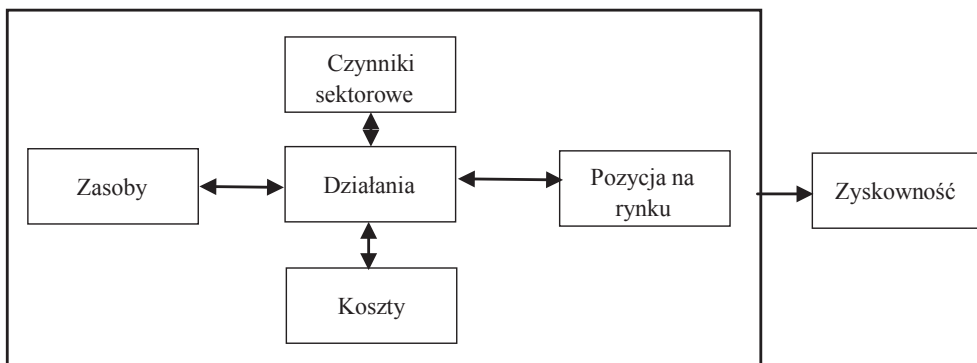 Czynniki
sektorowe
Zasoby
Działania
Pozycja na
rynku
Zyskowność
Koszty